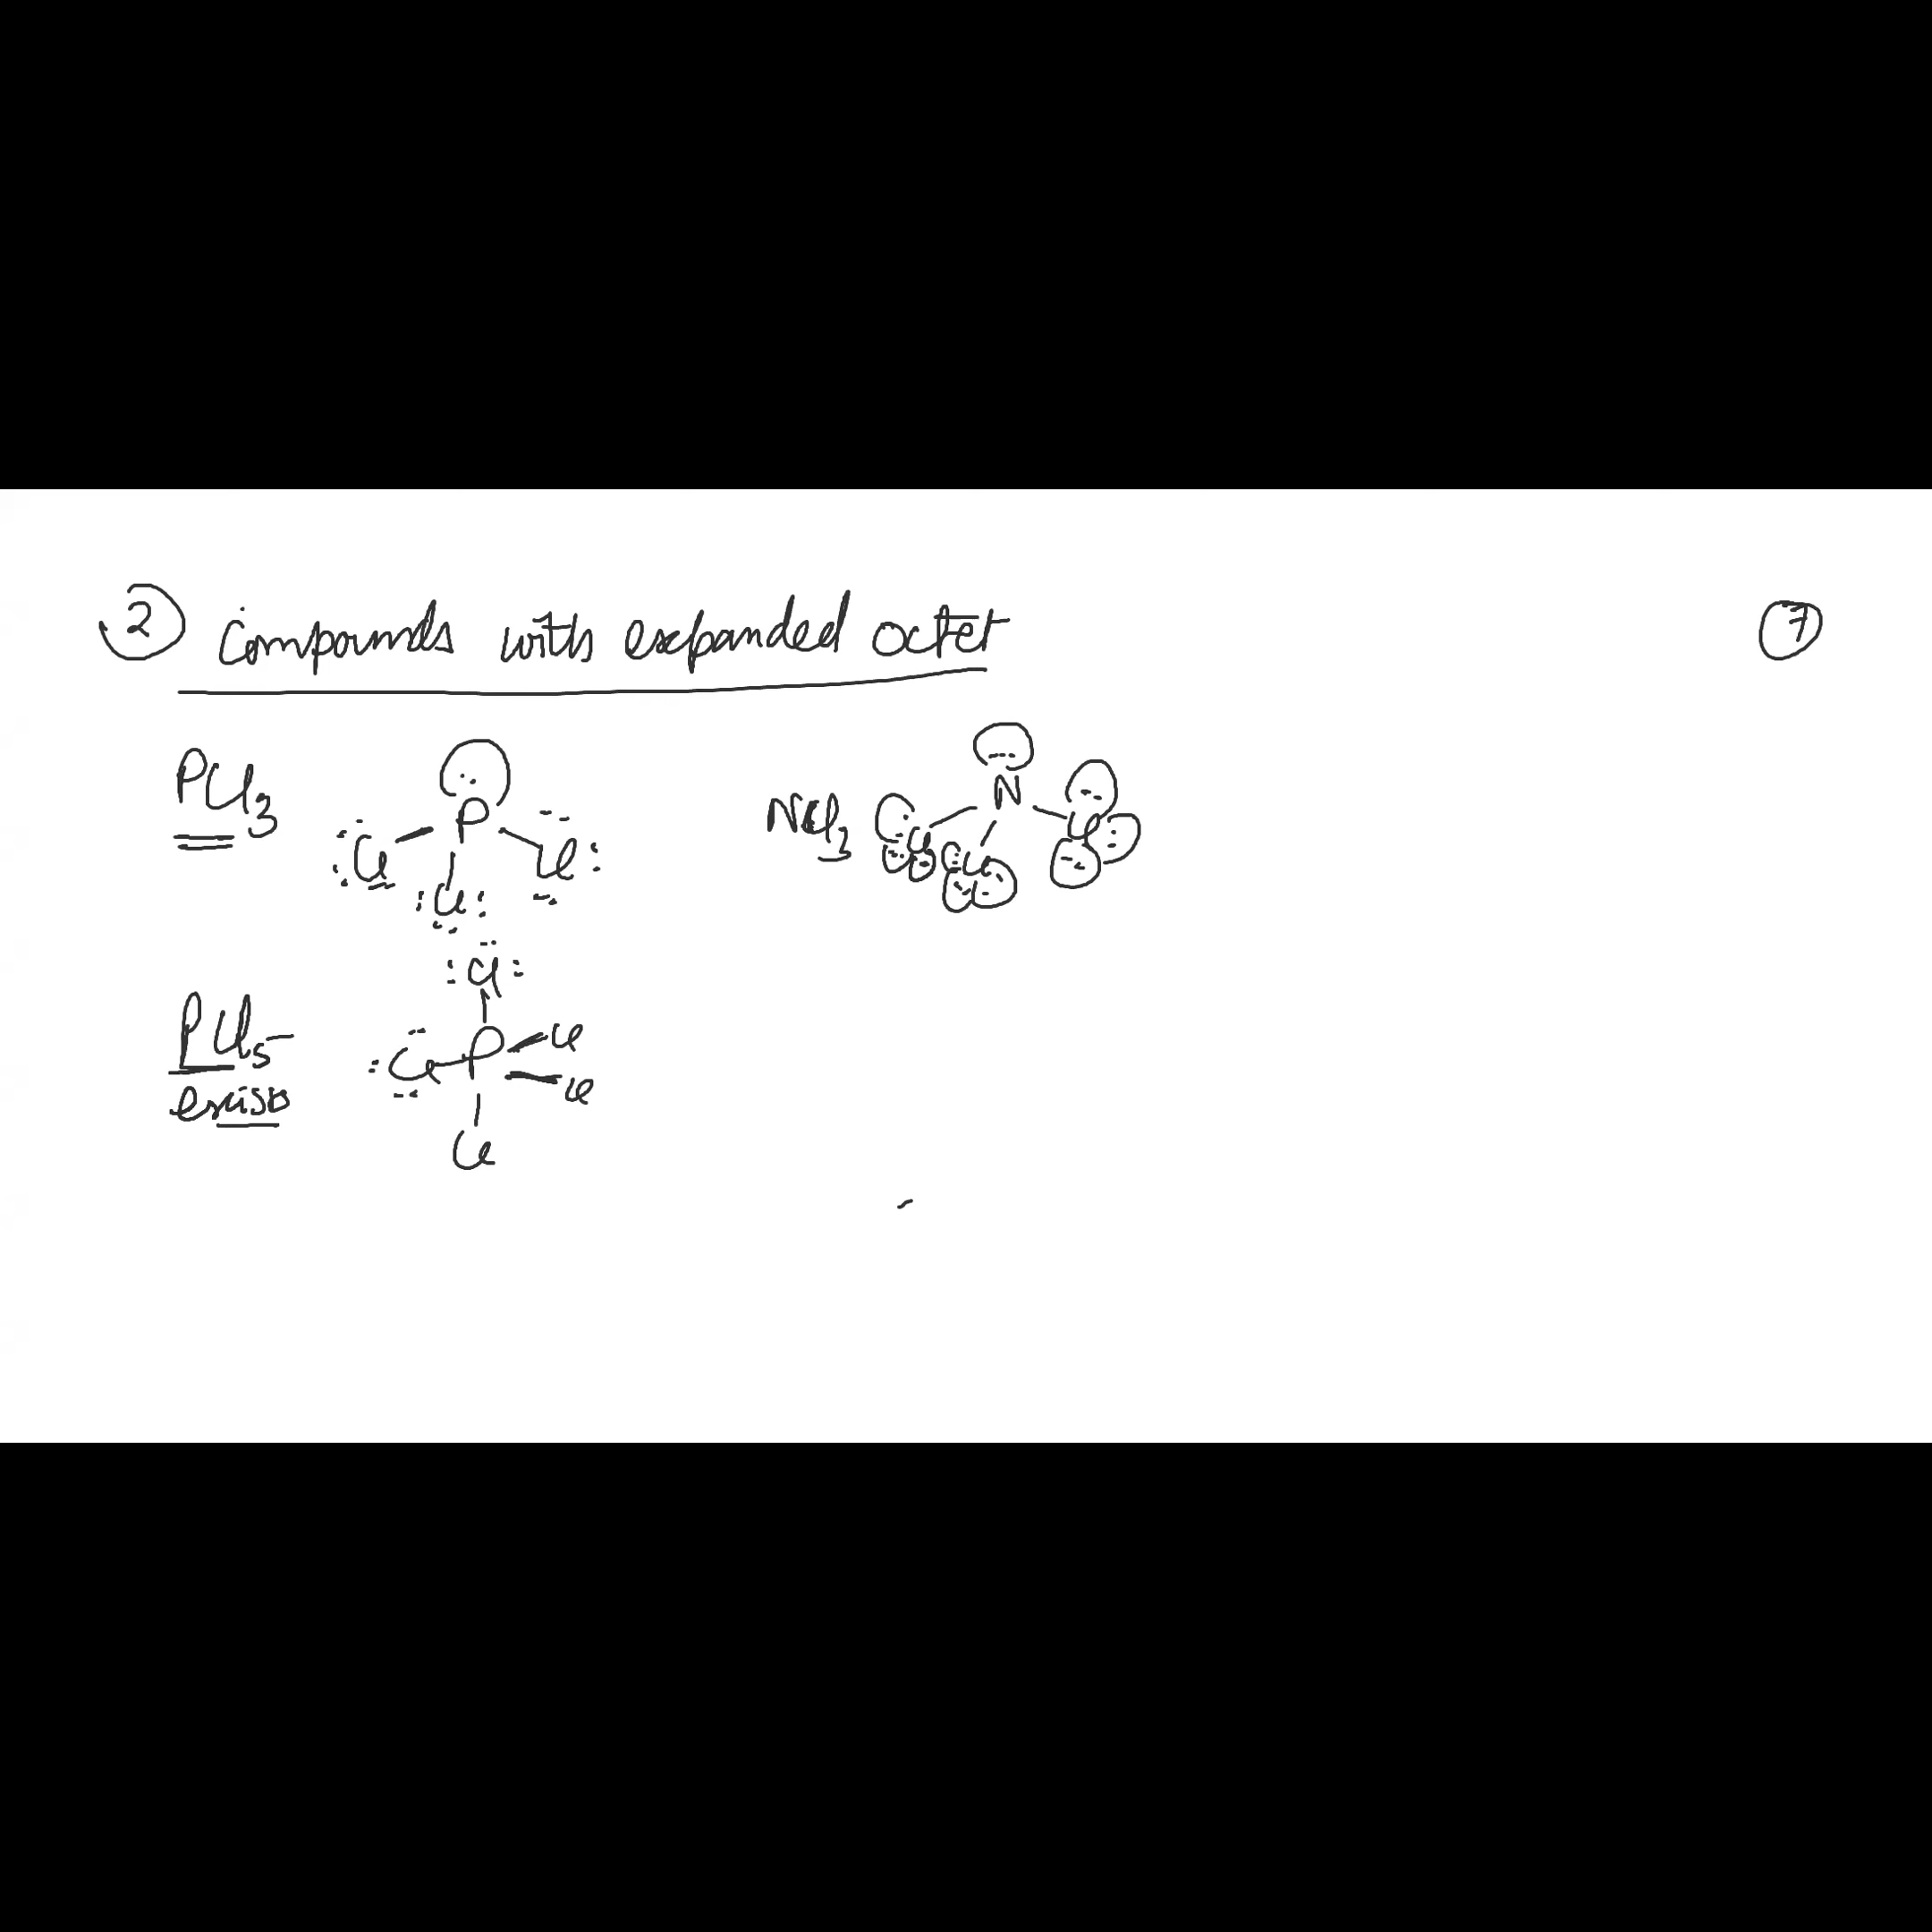 ② Compounds with expanded octet ⑦
PCl3
P
Cl Cl
Cl
NCl3
N
Cl Cl
Cl
PCl5
exists
Cl
Cl P Cl
Cl
Cl